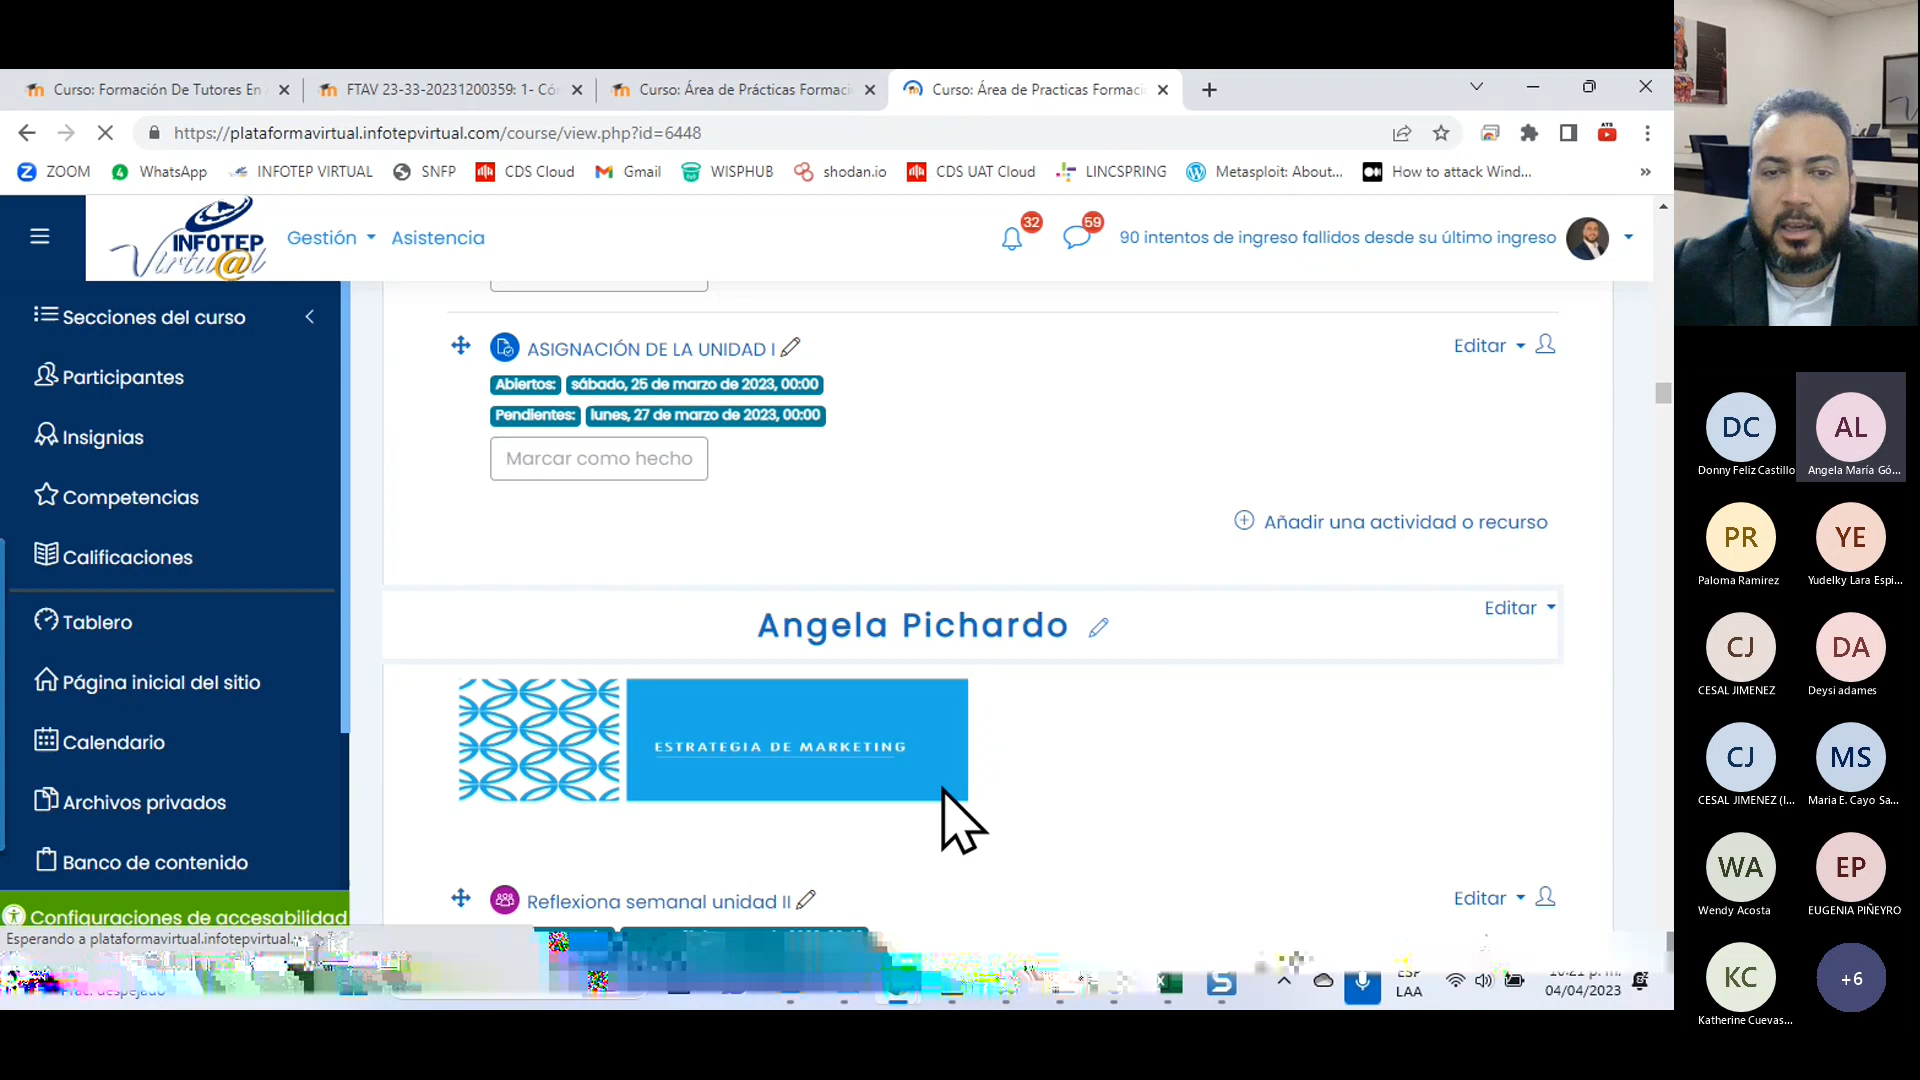 Curso: Formación De Tutores En
FTAV 23-33-20231200359: 1- Có
Curso: Área de Prácticas Formaci
Curso: Área de Practicas Formaci
https://plataformavirtual.infotepvirtual.com/course/view.php?id=6448
ZOOM
WhatsApp
INFOTEP VIRTUAL
SNFP
CDS Cloud
Gmail
WISPHUB
shodan.io
CDS UAT Cloud
LINCSPRING
Metasploit: About...
How to attack Wind...
»
INFOTEP
Virtu@l
Gestión
Asistencia
32
59
90 intentos de ingreso fallidos desde su último ingreso
Secciones del curso
Participantes
Insignias
Competencias
Calificaciones
Tablero
Página inicial del sitio
Calendario
Archivos privados
Banco de contenido
Configuraciones de accesabilidad
Esperando a plataformavirtual.infotepvirtual...
ASIGNACIÓN DE LA UNIDAD I
Editar
Abiertos: sábado, 25 de marzo de 2023, 00:00
Pendientes: lunes, 27 de marzo de 2023, 00:00
Marcar como hecho
Añadir una actividad o recurso
Angela Pichardo
Editar
ESTRATEGIA DE MARKETING
Reflexiona semanal unidad II
Editar
ESP
LAA
04/04/2023
DC
Donny Feliz Castillo
AL
Angela María Gó...
PR
Paloma Ramirez
YE
Yudelky Lara Espi...
CJ
CESAL JIMENEZ
DA
Deysi adames
CJ
CESAL JIMENEZ (I...
MS
Maria E. Cayo Sa...
WA
Wendy Acosta
EP
EUGENIA PIÑEYRO
KC
Katherine Cuevas...
+6